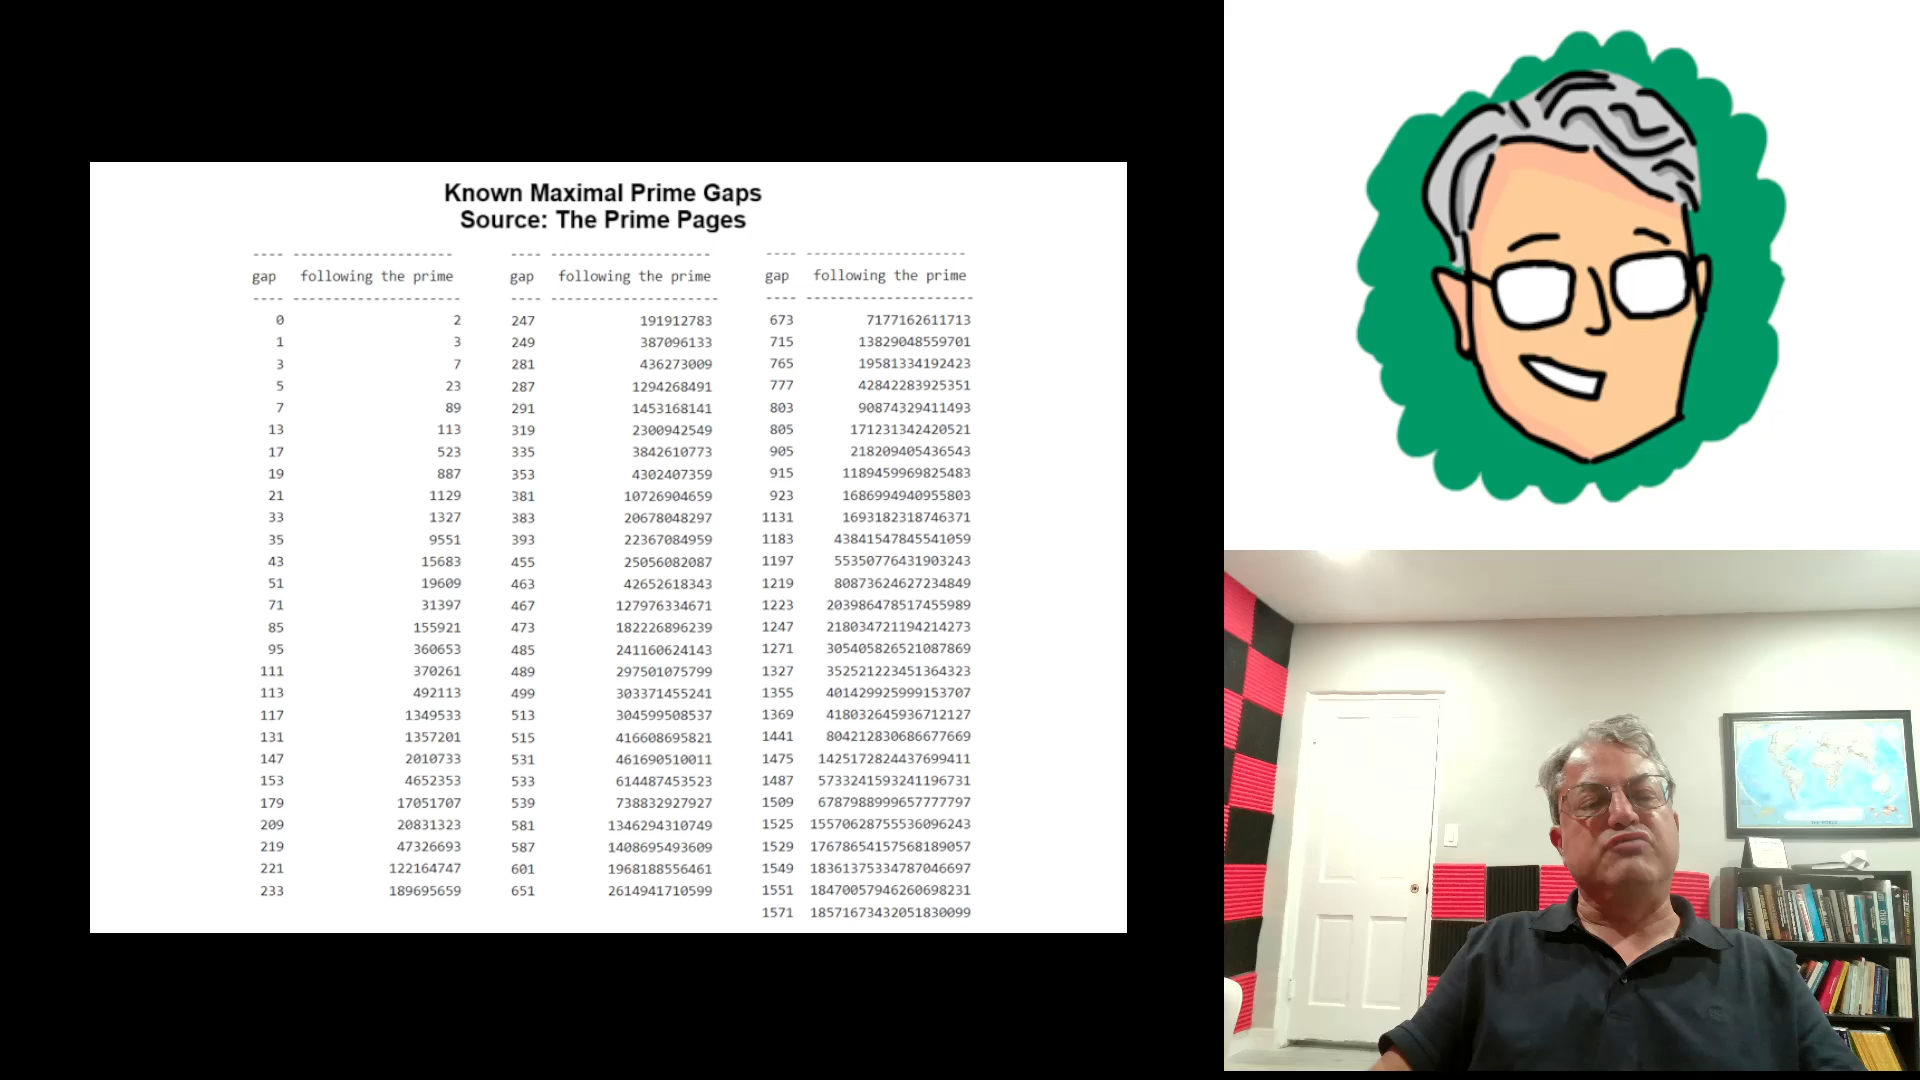 Known Maximal Prime Gaps
Source: The Prime Pages
---- -------------------- ---- -------------------- ---- --------------------
gap following the prime gap following the prime gap following the prime
---- --------------------- ---- --------------------- ---- ---------------------
0 2 247 191912783 673 7177162611713
1 3 249 387096133 715 13829048559701
3 7 281 436273009 765 19581334192423
5 23 287 1294268491 777 42842283925351
7 89 291 1453168141 803 90874329411493
13 113 319 2300942549 805 171231342420521
17 523 335 3842610773 905 218209405436543
19 887 353 4302407359 915 1189459969825483
21 1129 381 10726904659 923 1686994940955803
33 1327 383 20678048297 1131 1693182318746371
35 9551 393 22367084959 1183 43841547845541059
43 15683 455 25056082087 1197 55350776431903243
51 19609 463 42652618343 1219 80873624627234849
71 31397 467 127976334671 1223 203986478517455989
85 155921 473 182226896239 1247 218034721194214273
95 360653 485 241160624143 1271 305405826521087869
111 370261 489 297501075799 1327 352521223451364323
113 492113 499 303371455241 1355 401429925999153707
117 1349533 513 304599508537 1369 418032645936712127
131 1357201 515 416608695821 1441 804212830686677669
147 2010733 531 461690510011 1475 1425172824437699411
153 4652353 533 614487453523 1487 5733241593241196731
179 17051707 539 738832927927 1509 6787988999657777797
209 20831323 581 1346294310749 1525 15570628755536096243
219 47326693 587 1408695493609 1529 17678654157568189057
221 122164747 601 1968188556461 1549 18361375334787046697
233 189695659 651 2614941710599 1551 18470057946260698231
1571 18571673432051830099